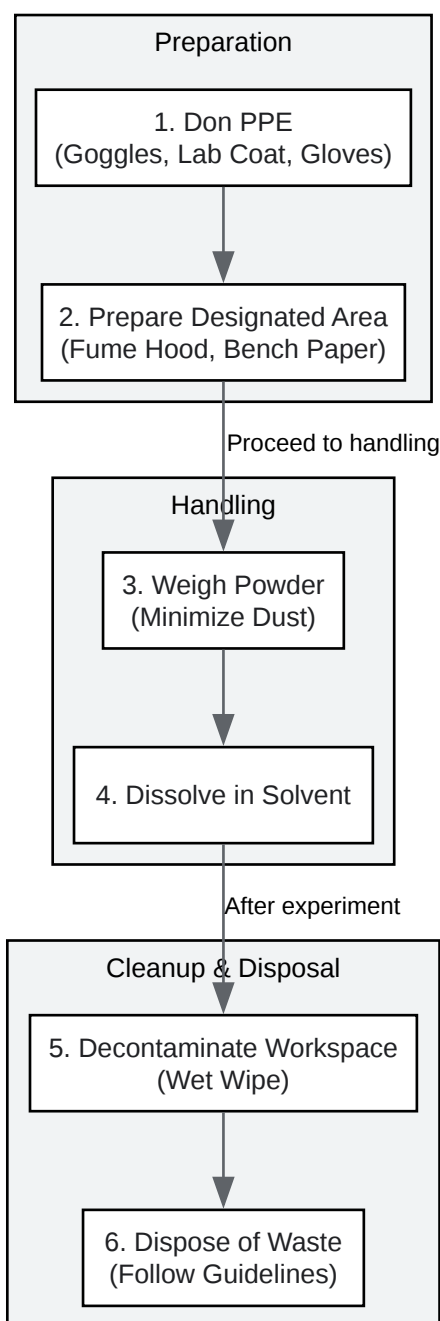 Preparation
1. Don PPE
(Goggles, Lab Coat, Gloves)
2. Prepare Designated Area
(Fume Hood, Bench Paper)
Proceed to handling
Handling
3. Weigh Powder
(Minimize Dust)
4. Dissolve in Solvent
After experiment
Cleanup & Disposal
5. Decontaminate Workspace
(Wet Wipe)
6. Dispose of Waste
(Follow Guidelines)